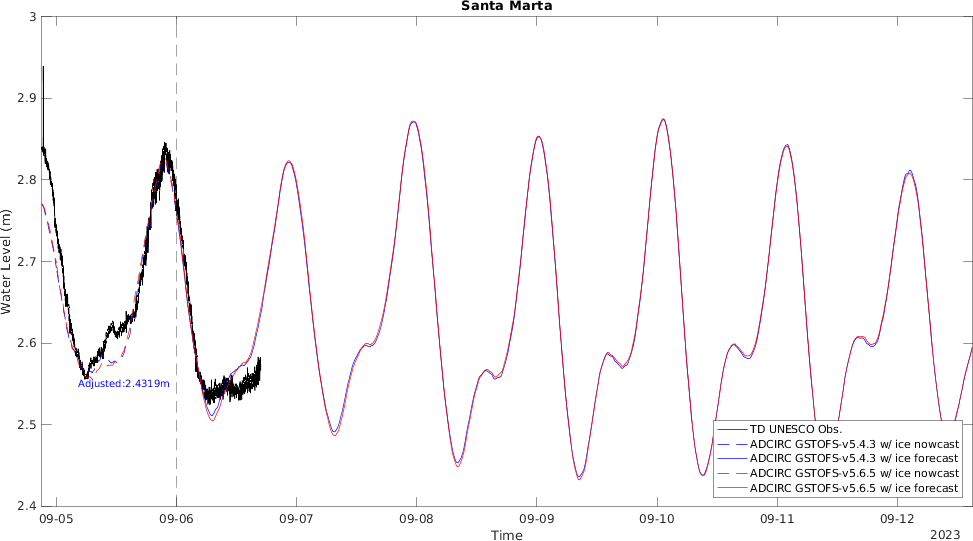 Santa Marta
3
2.9
2.8
2.7
2.6
2.5
2.4
Water Level (m)
Adjusted:2.4319m
TD UNESCO Obs.
ADCIRC GSTOFS-v5.4.3 w/ ice nowcast
ADCIRC GSTOFS-v5.4.3 w/ ice forecast
ADCIRC GSTOFS-v5.6.5 w/ ice nowcast
ADCIRC GSTOFS-v5.6.5 w/ ice forecast
09-05 09-06 09-07 09-08 09-09 09-10 09-11 09-12
Time
2023